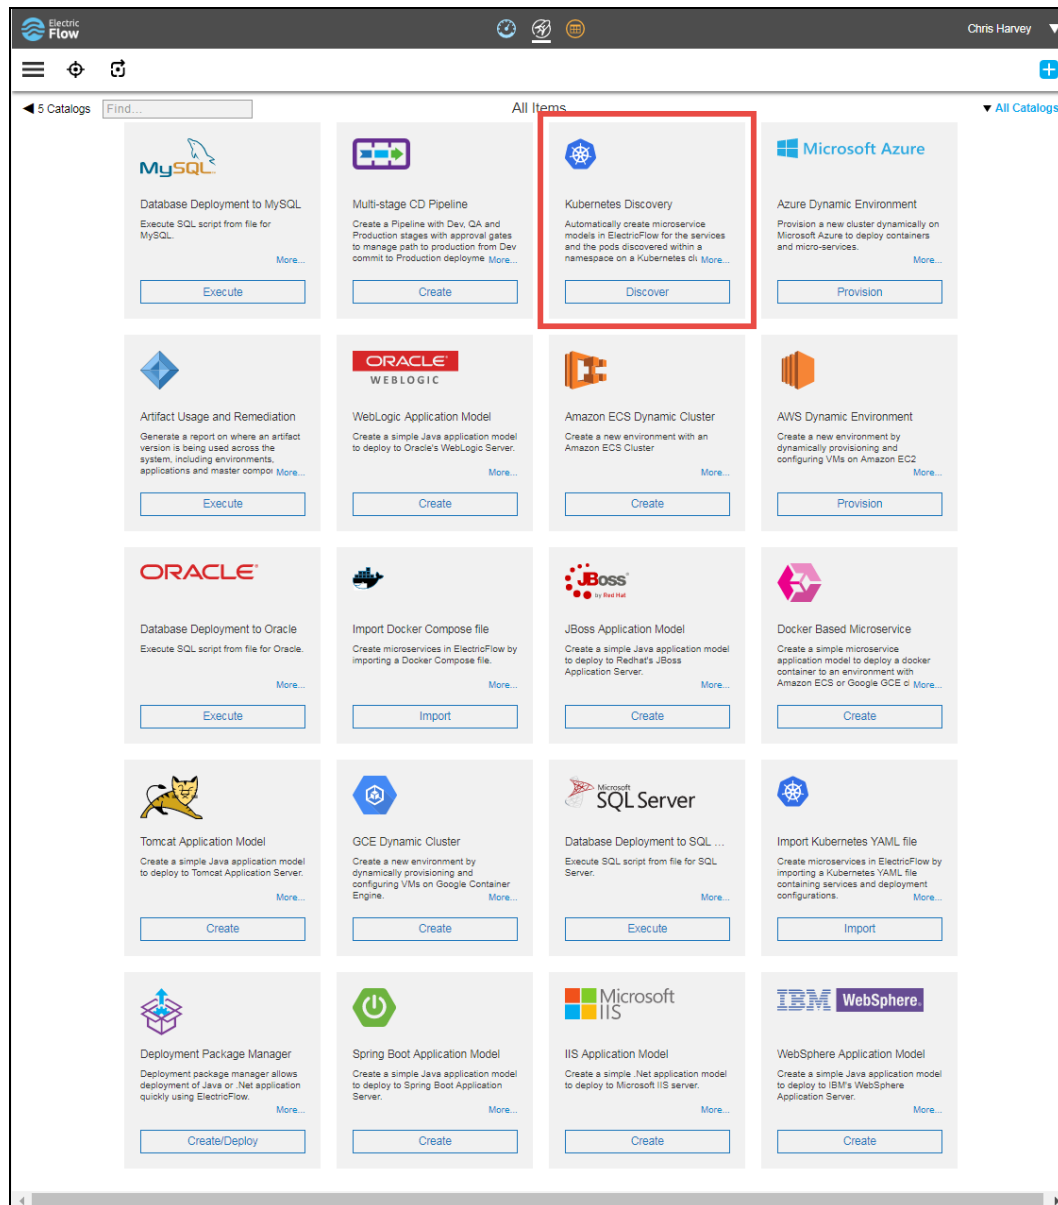 Electric
Flow
Chris Harvey
5 Catalogs
Find...
All Items
All Catalogs
MySQL
Database Deployment to MySQL
Execute SQL script from file for
MySQL.
More...
Execute
Multi-stage CD Pipeline
Create a Pipeline with Dev, QA and
Production stages with approval gates
to manage path to production from Dev
commit to Production deployme More...
Create
Kubernetes Discovery
Automatically create microservice
models in ElectricFlow for the services
and the pods discovered within a
namespace on a Kubernetes clu More...
Discover
Microsoft Azure
Azure Dynamic Environment
Provision a new cluster dynamically on
Microsoft Azure to deploy containers
and micro-services.
More...
Provision
Artifact Usage and Remediation
Generate a report on where an artifact
version is being used across the
system, including environments,
applications and master compor More...
Execute
ORACLE
WEBLOGIC
WebLogic Application Model
Create a simple Java application model
to deploy to Oracle's WebLogic Server.
More...
Create
Amazon ECS Dynamic Cluster
Create a new environment with an
Amazon ECS Cluster
More...
Create
AWS Dynamic Environment
Create a new environment by
dynamically provisioning and
configuring VMs on Amazon EC2
More...
Provision
ORACLE
Database Deployment to Oracle
Execute SQL script from file for Oracle.
More...
Execute
Import Docker Compose file
Create microservices in ElectricFlow by
importing a Docker Compose file.
More...
Import
JBoss
by Red Hat
JBoss Application Model
Create a simple Java application model
to deploy to Redhat's JBoss
Application Server.
More...
Create
Docker Based Microservice
Create a simple microservice
application model to deploy a docker
container to an environment with
Amazon ECS or Google GCE cl More...
Create
Tomcat Application Model
Create a simple Java application model
to deploy to Tomcat Application Server.
More...
Create
GCE Dynamic Cluster
Create a new environment by
dynamically provisioning and
configuring VMs on Google Container
Engine. More...
Create
Microsoft
SQL Server
Database Deployment to SQL ...
Execute SQL script from file for SQL
Server.
More...
Execute
Import Kubernetes YAML file
Create microservices in ElectricFlow by
importing a Kubernetes YAML file
containing services and deployment
configurations. More...
Import
Deployment Package Manager
Deployment package manager allows
deployment of Java or .Net application
quickly using ElectricFlow.
More...
Create/Deploy
Spring Boot Application Model
Create a simple Java application model
to deploy to Spring Boot Application
Server.
More...
Create
Microsoft
IIS
IIS Application Model
Create a simple .Net application model
to deploy to Microsoft IIS server.
More...
Create
IBM WebSphere.
WebSphere Application Model
Create a simple Java application model
to deploy to IBM's WebSphere
Application Server.
More...
Create